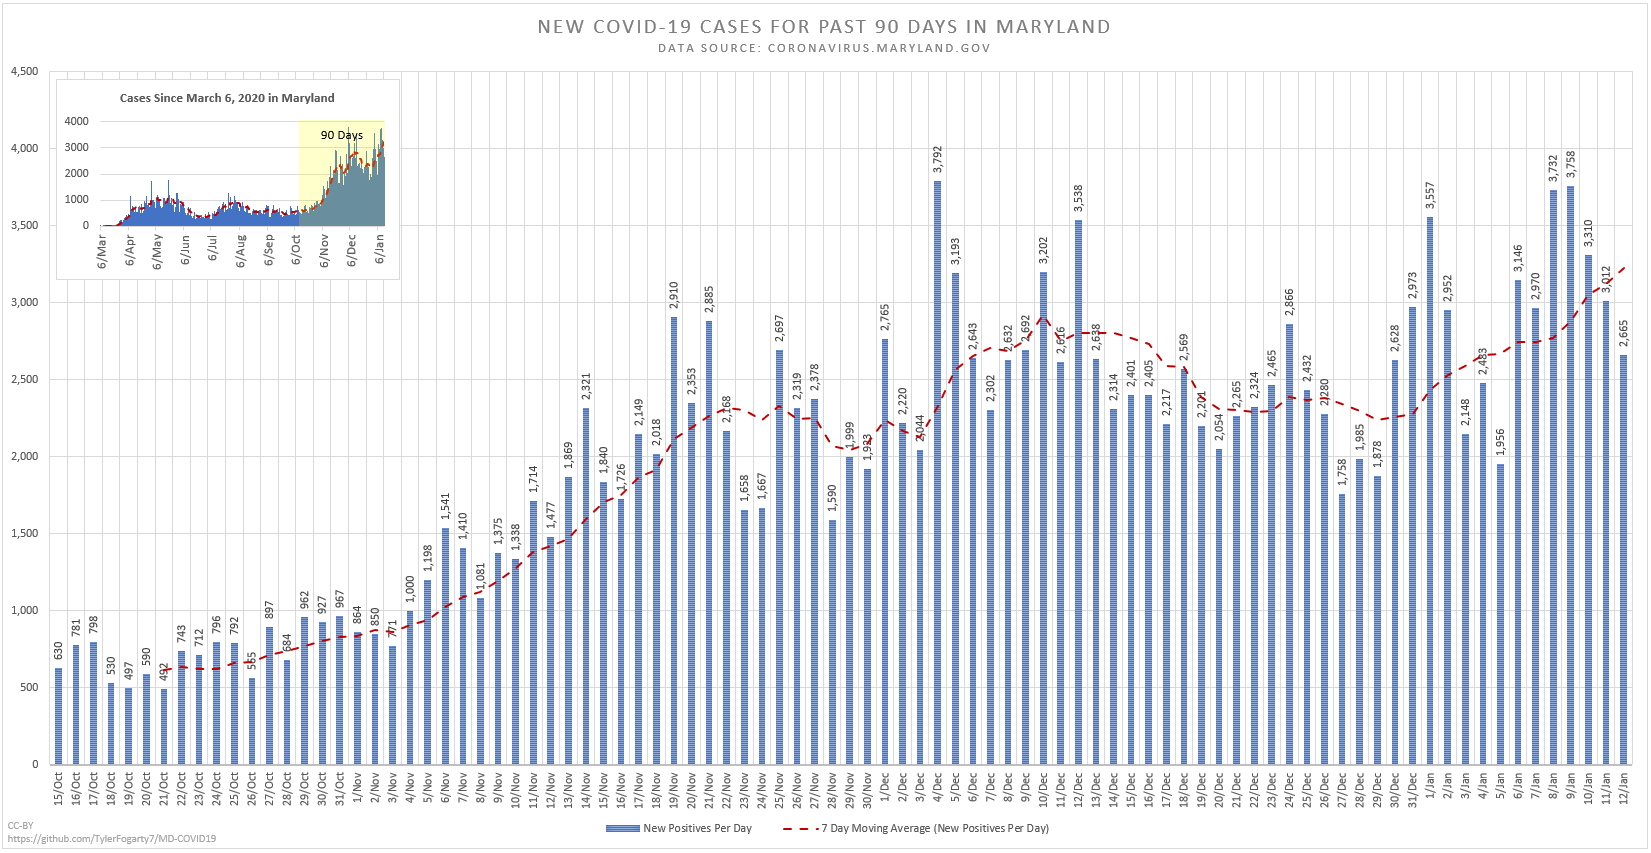 NEW COVID-19 CASES FOR PAST 90 DAYS IN MARYLAND
DATA SOURCE: CORONAVIRUS.MARYLAND.GOV
4,500
4,000
3,500
3,000
2,500
2,000
1,500
1,000
500
0
Cases Since March 6, 2020 in Maryland
4000
3000
2000
1000
0
90 Days
6/Mar
6/Apr
6/May
6/Jun
6/Jul
6/Aug
6/Sep
6/Oct
6/Nov
6/Dec
6/Jan
630
781
798
530
497
590
492
743
712
796
792
565
897
684
962
927
967
864
850
771
1,000
1,198
1,541
1,410
1,081
1,375
1,338
1,714
1,477
1,869
2,321
1,840
1,726
2,149
2,018
2,910
2,353
2,885
2,168
1,658
1,667
2,697
2,319
2,378
1,590
1,999
1,923
2,765
2,220
2,044
3,792
3,193
2,643
2,302
2,632
2,692
3,202
2,616
3,538
2,638
2,314
2,401
2,405
2,217
2,569
2,201
2,054
2,265
2,324
2,465
2,866
2,432
2,280
1,758
1,985
1,878
2,628
2,973
3,557
2,952
2,148
2,483
1,956
3,146
2,970
3,732
3,758
3,310
3,012
2,665
15/Oct
16/Oct
17/Oct
18/Oct
19/Oct
20/Oct
21/Oct
22/Oct
23/Oct
24/Oct
25/Oct
26/Oct
27/Oct
28/Oct
29/Oct
30/Oct
31/Oct
1/Nov
2/Nov
3/Nov
4/Nov
5/Nov
6/Nov
7/Nov
8/Nov
9/Nov
10/Nov
11/Nov
12/Nov
13/Nov
14/Nov
15/Nov
16/Nov
17/Nov
18/Nov
19/Nov
20/Nov
21/Nov
22/Nov
23/Nov
24/Nov
25/Nov
26/Nov
27/Nov
28/Nov
29/Nov
30/Nov
1/Dec
2/Dec
3/Dec
4/Dec
5/Dec
6/Dec
7/Dec
8/Dec
9/Dec
10/Dec
11/Dec
12/Dec
13/Dec
14/Dec
15/Dec
16/Dec
17/Dec
18/Dec
19/Dec
20/Dec
21/Dec
22/Dec
23/Dec
24/Dec
25/Dec
26/Dec
27/Dec
28/Dec
29/Dec
30/Dec
31/Dec
1/Jan
2/Jan
3/Jan
4/Jan
5/Jan
6/Jan
7/Jan
8/Jan
9/Jan
10/Jan
11/Jan
12/Jan
New Positives Per Day
7 Day Moving Average (New Positives Per Day)
CC-BY
https://github.com/TylerFogarty7/MD-COVID19